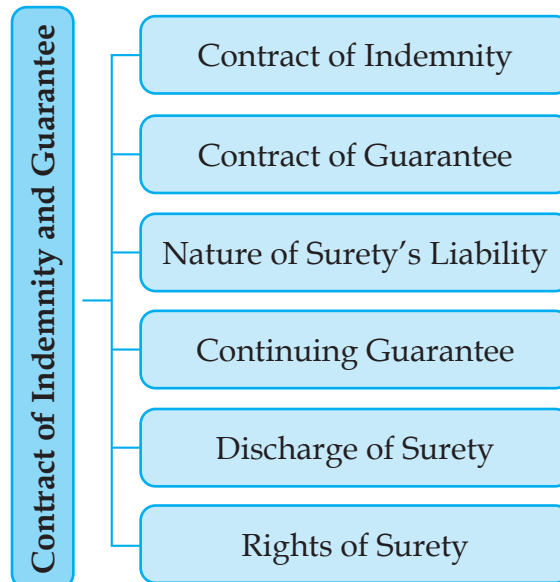 Contract of Indemnity and Guarantee
Contract of Indemnity
Contract of Guarantee
Nature of Surety’s Liability
Continuing Guarantee
Discharge of Surety
Rights of Surety